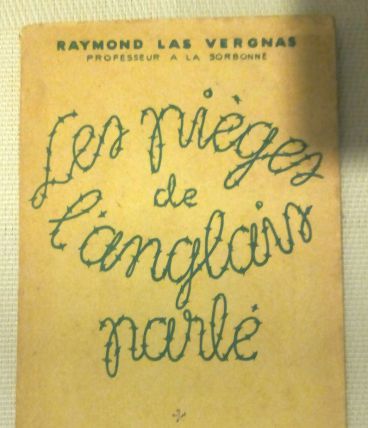 RAYMOND LAS VERGNAS
PROFESSEUR A LA SORBONNE
Les pièges
de
l'anglais
parlé